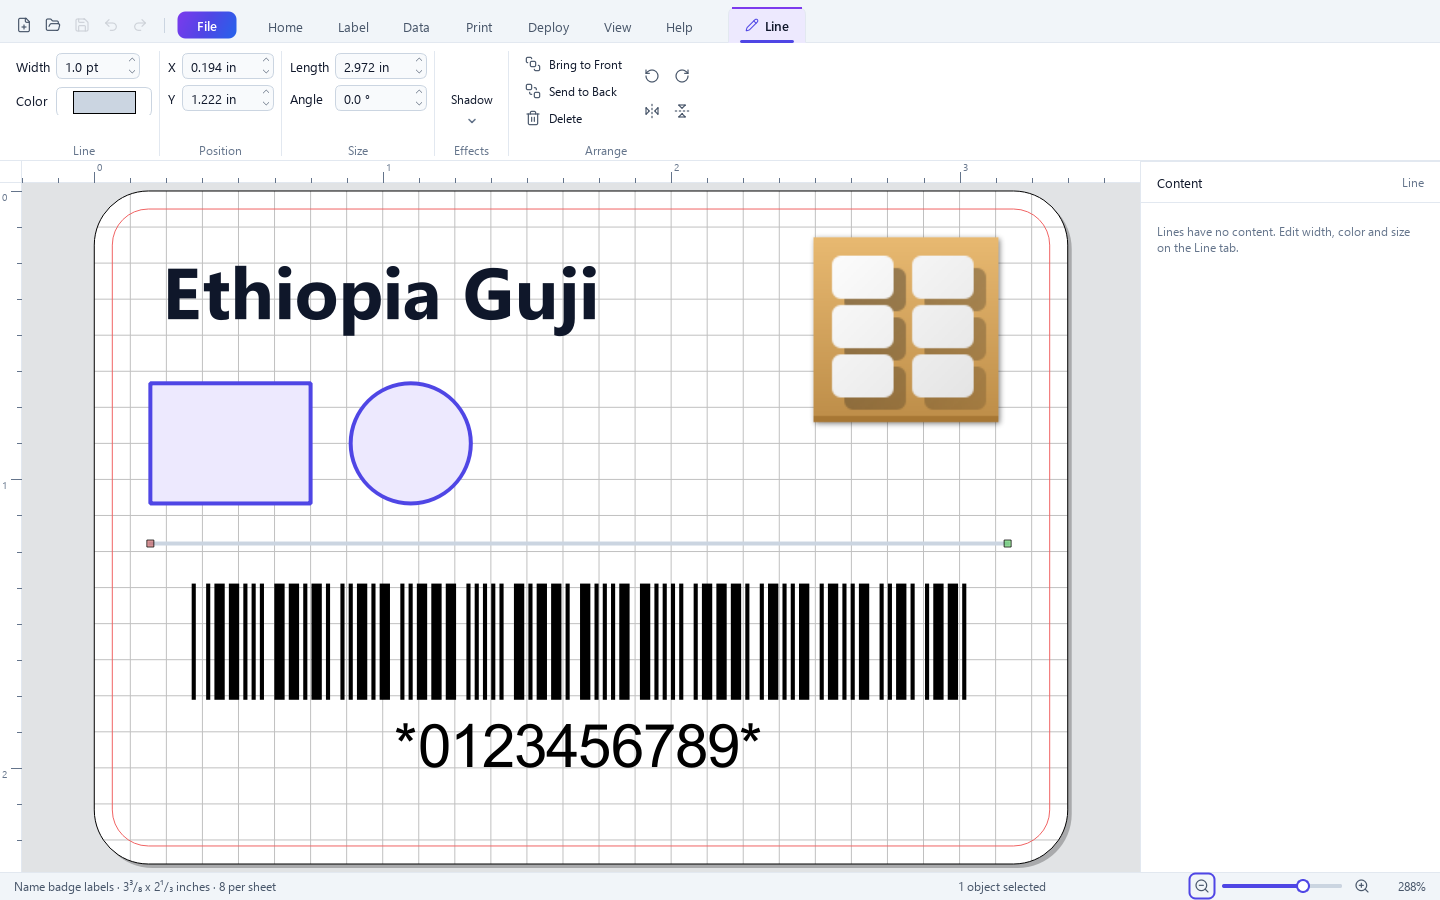 File
Home
Label
Data
Print
Deploy
View
Help
Line
Width 1.0 pt
Color
Line
X 0.194 in
Y 1.222 in
Position
Length 2.972 in
Angle 0.0 °
Size
Shadow
Effects
Bring to Front
Send to Back
Delete
Arrange
0 1 2 3
0
1
2
Ethiopia Guji
*0123456789*
Content Line
Lines have no content. Edit width, color and size
on the Line tab.
Name badge labels · 3³/₈ x 2¹/₃ inches · 8 per sheet
1 object selected
288%